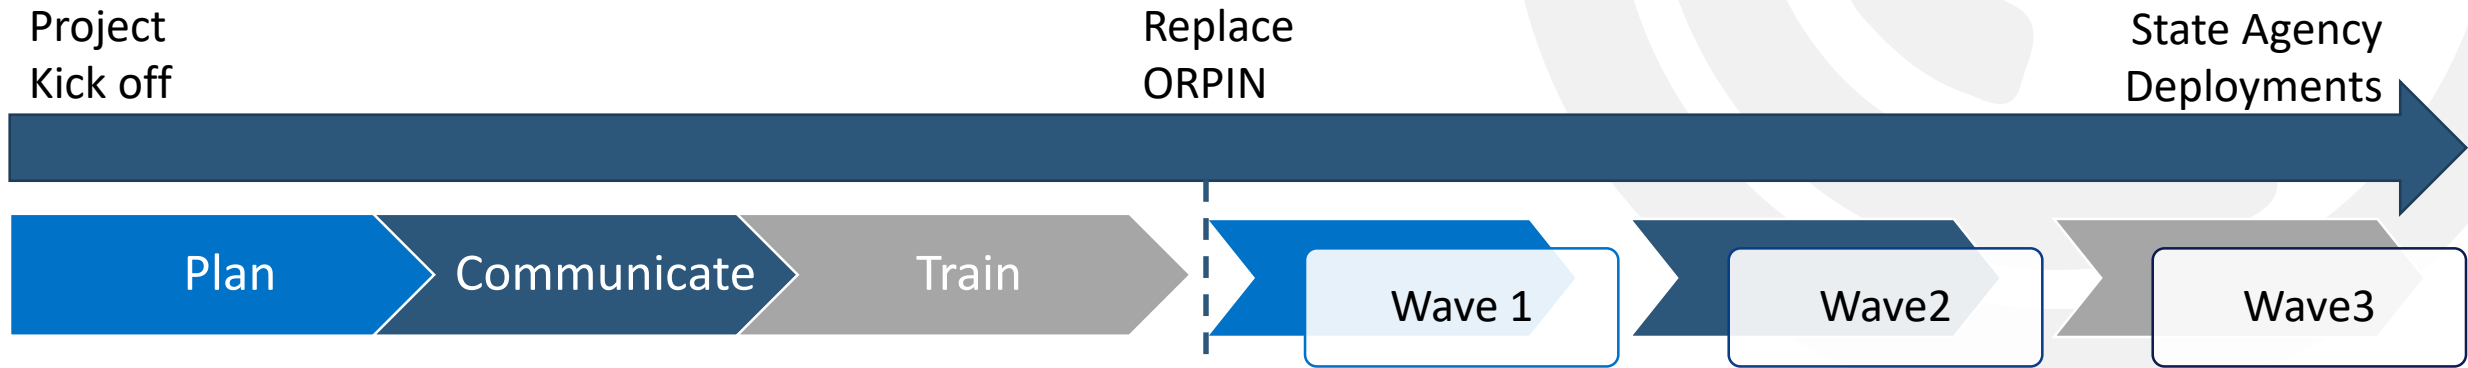 Project
Kick off
Replace
ORPIN
State Agency
Deployments
Plan
Communicate
Train
Wave 1
Wave2
Wave3